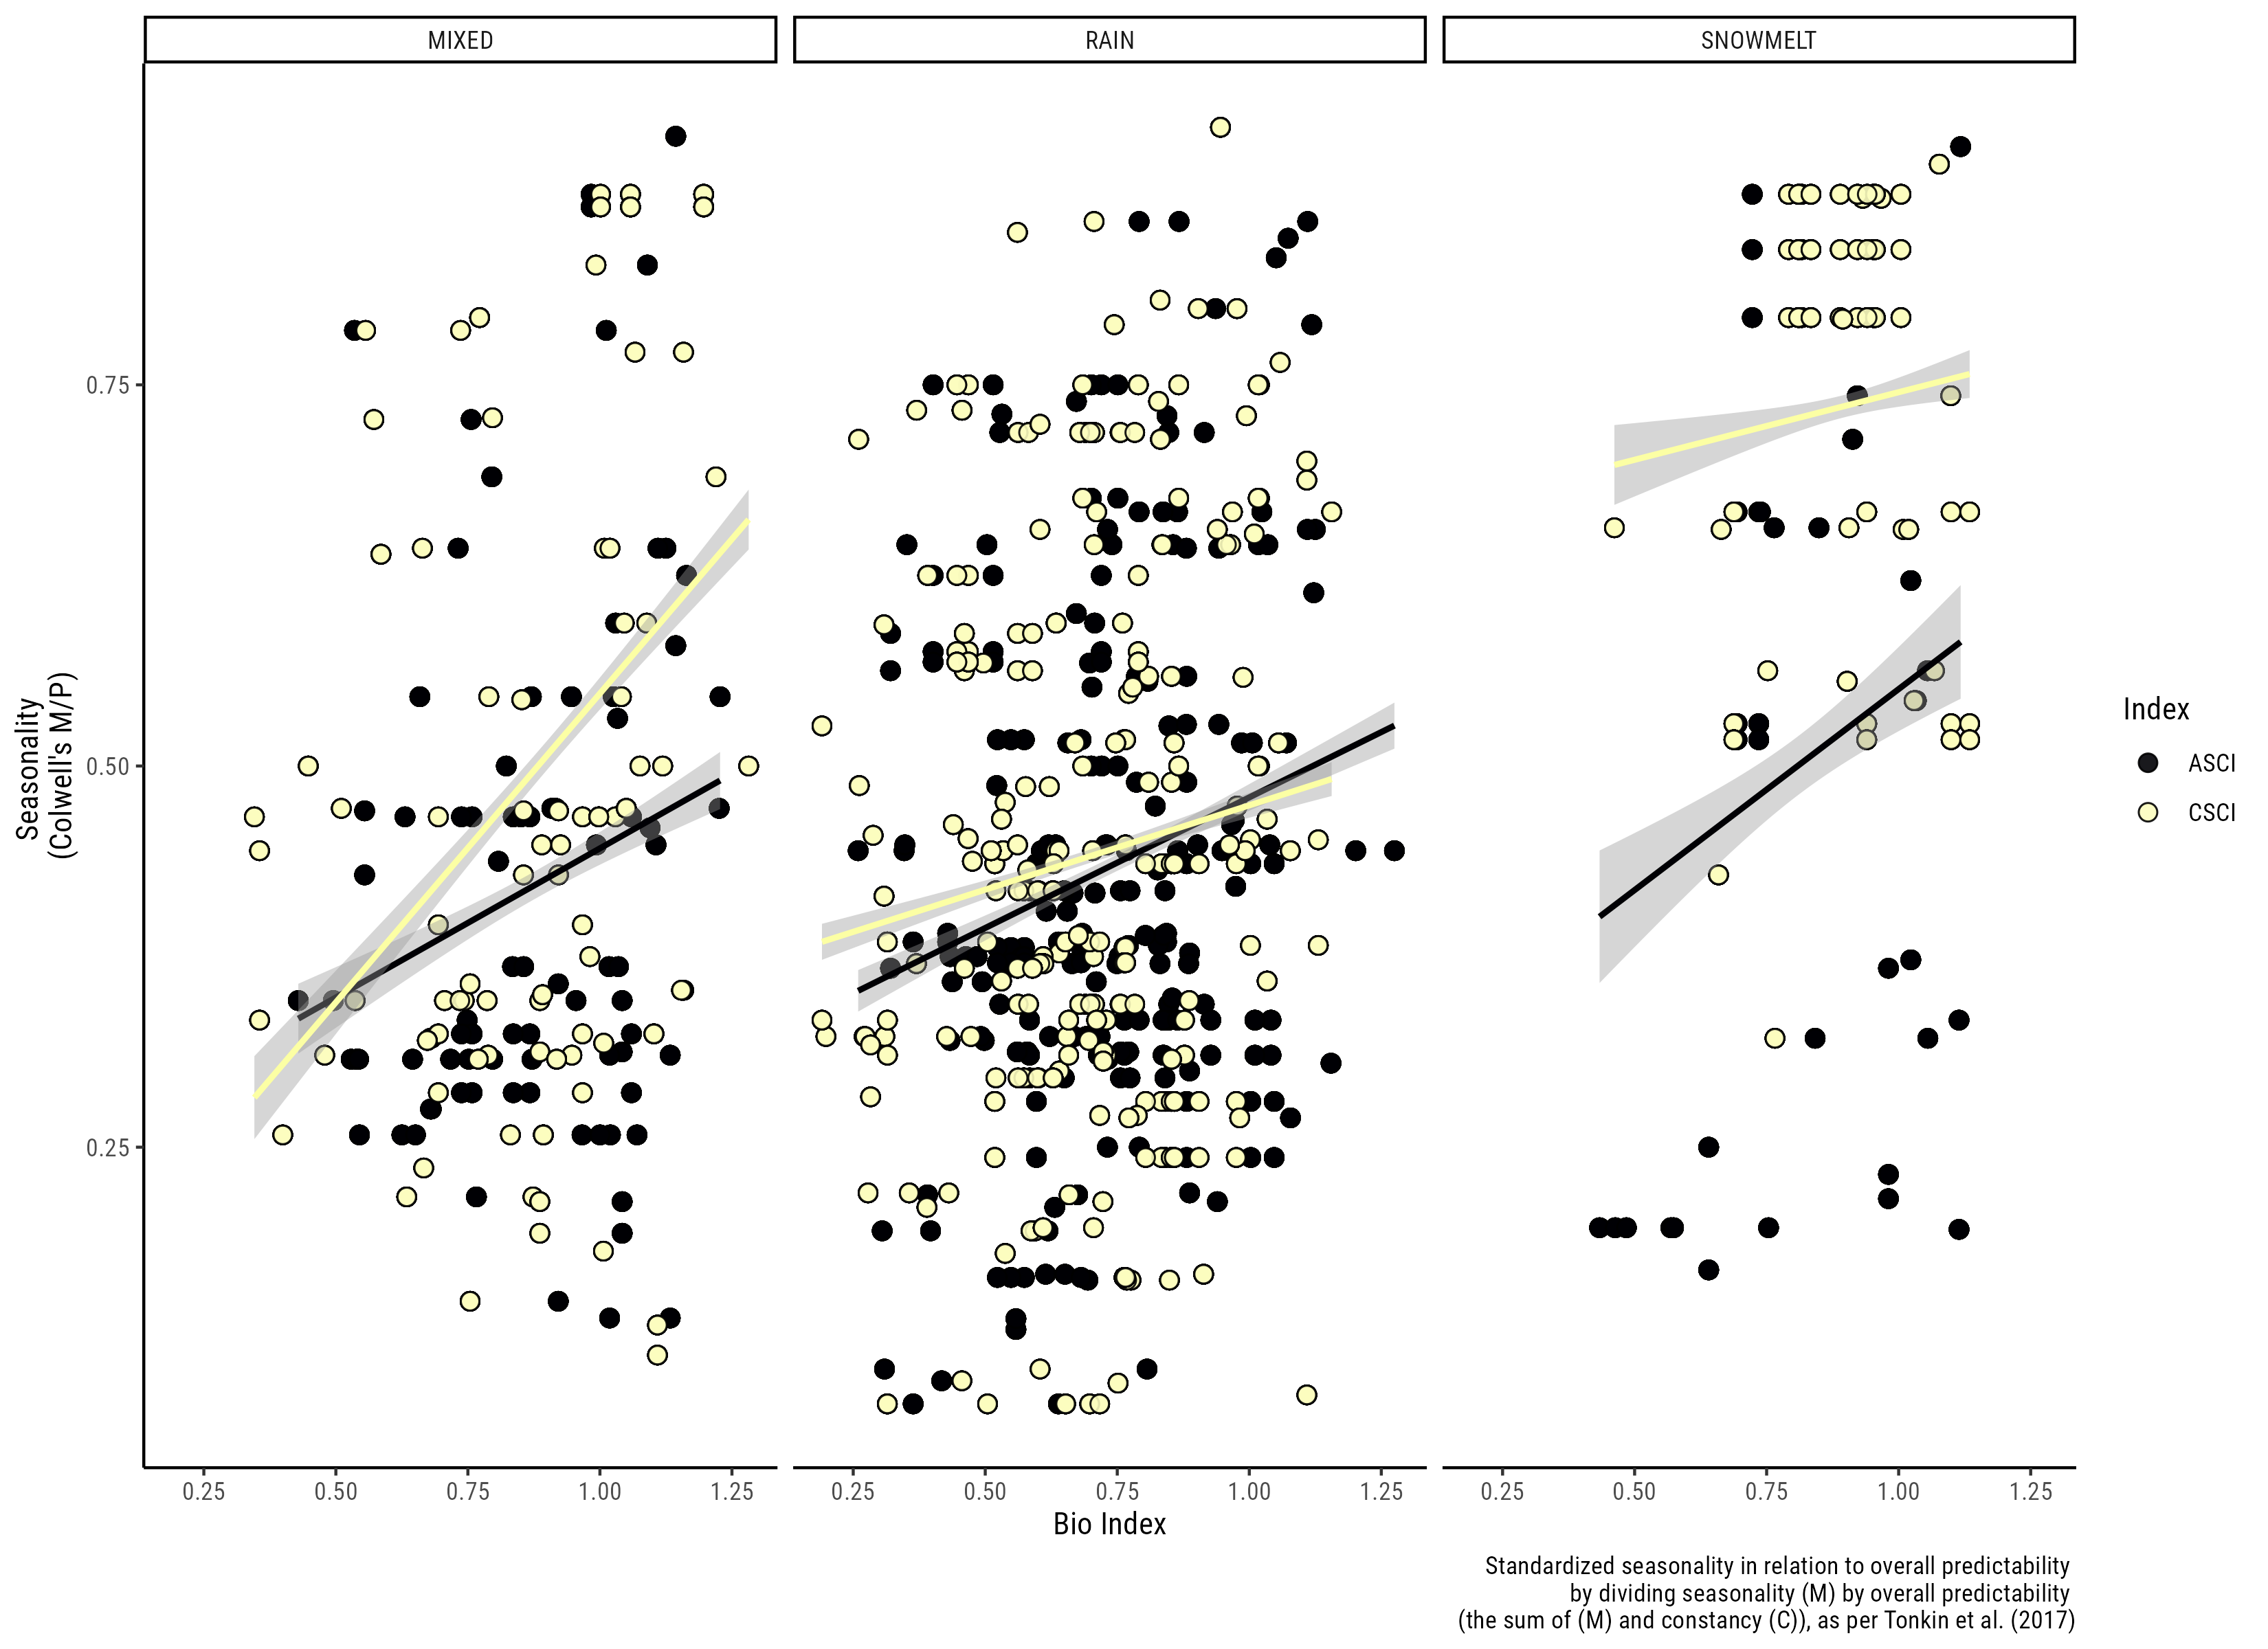 MIXED
RAIN
SNOWMELT
Seasonality
(Colwell's M/P)
0.75
0.50
0.25
0.25 0.50 0.75 1.00 1.25
0.25 0.50 0.75 1.00 1.25
0.25 0.50 0.75 1.00 1.25
Bio Index
Index
ASCI
CSCI
Standardized seasonality in relation to overall predictability
by dividing seasonality (M) by overall predictability
(the sum of (M) and constancy (C)), as per Tonkin et al. (2017)